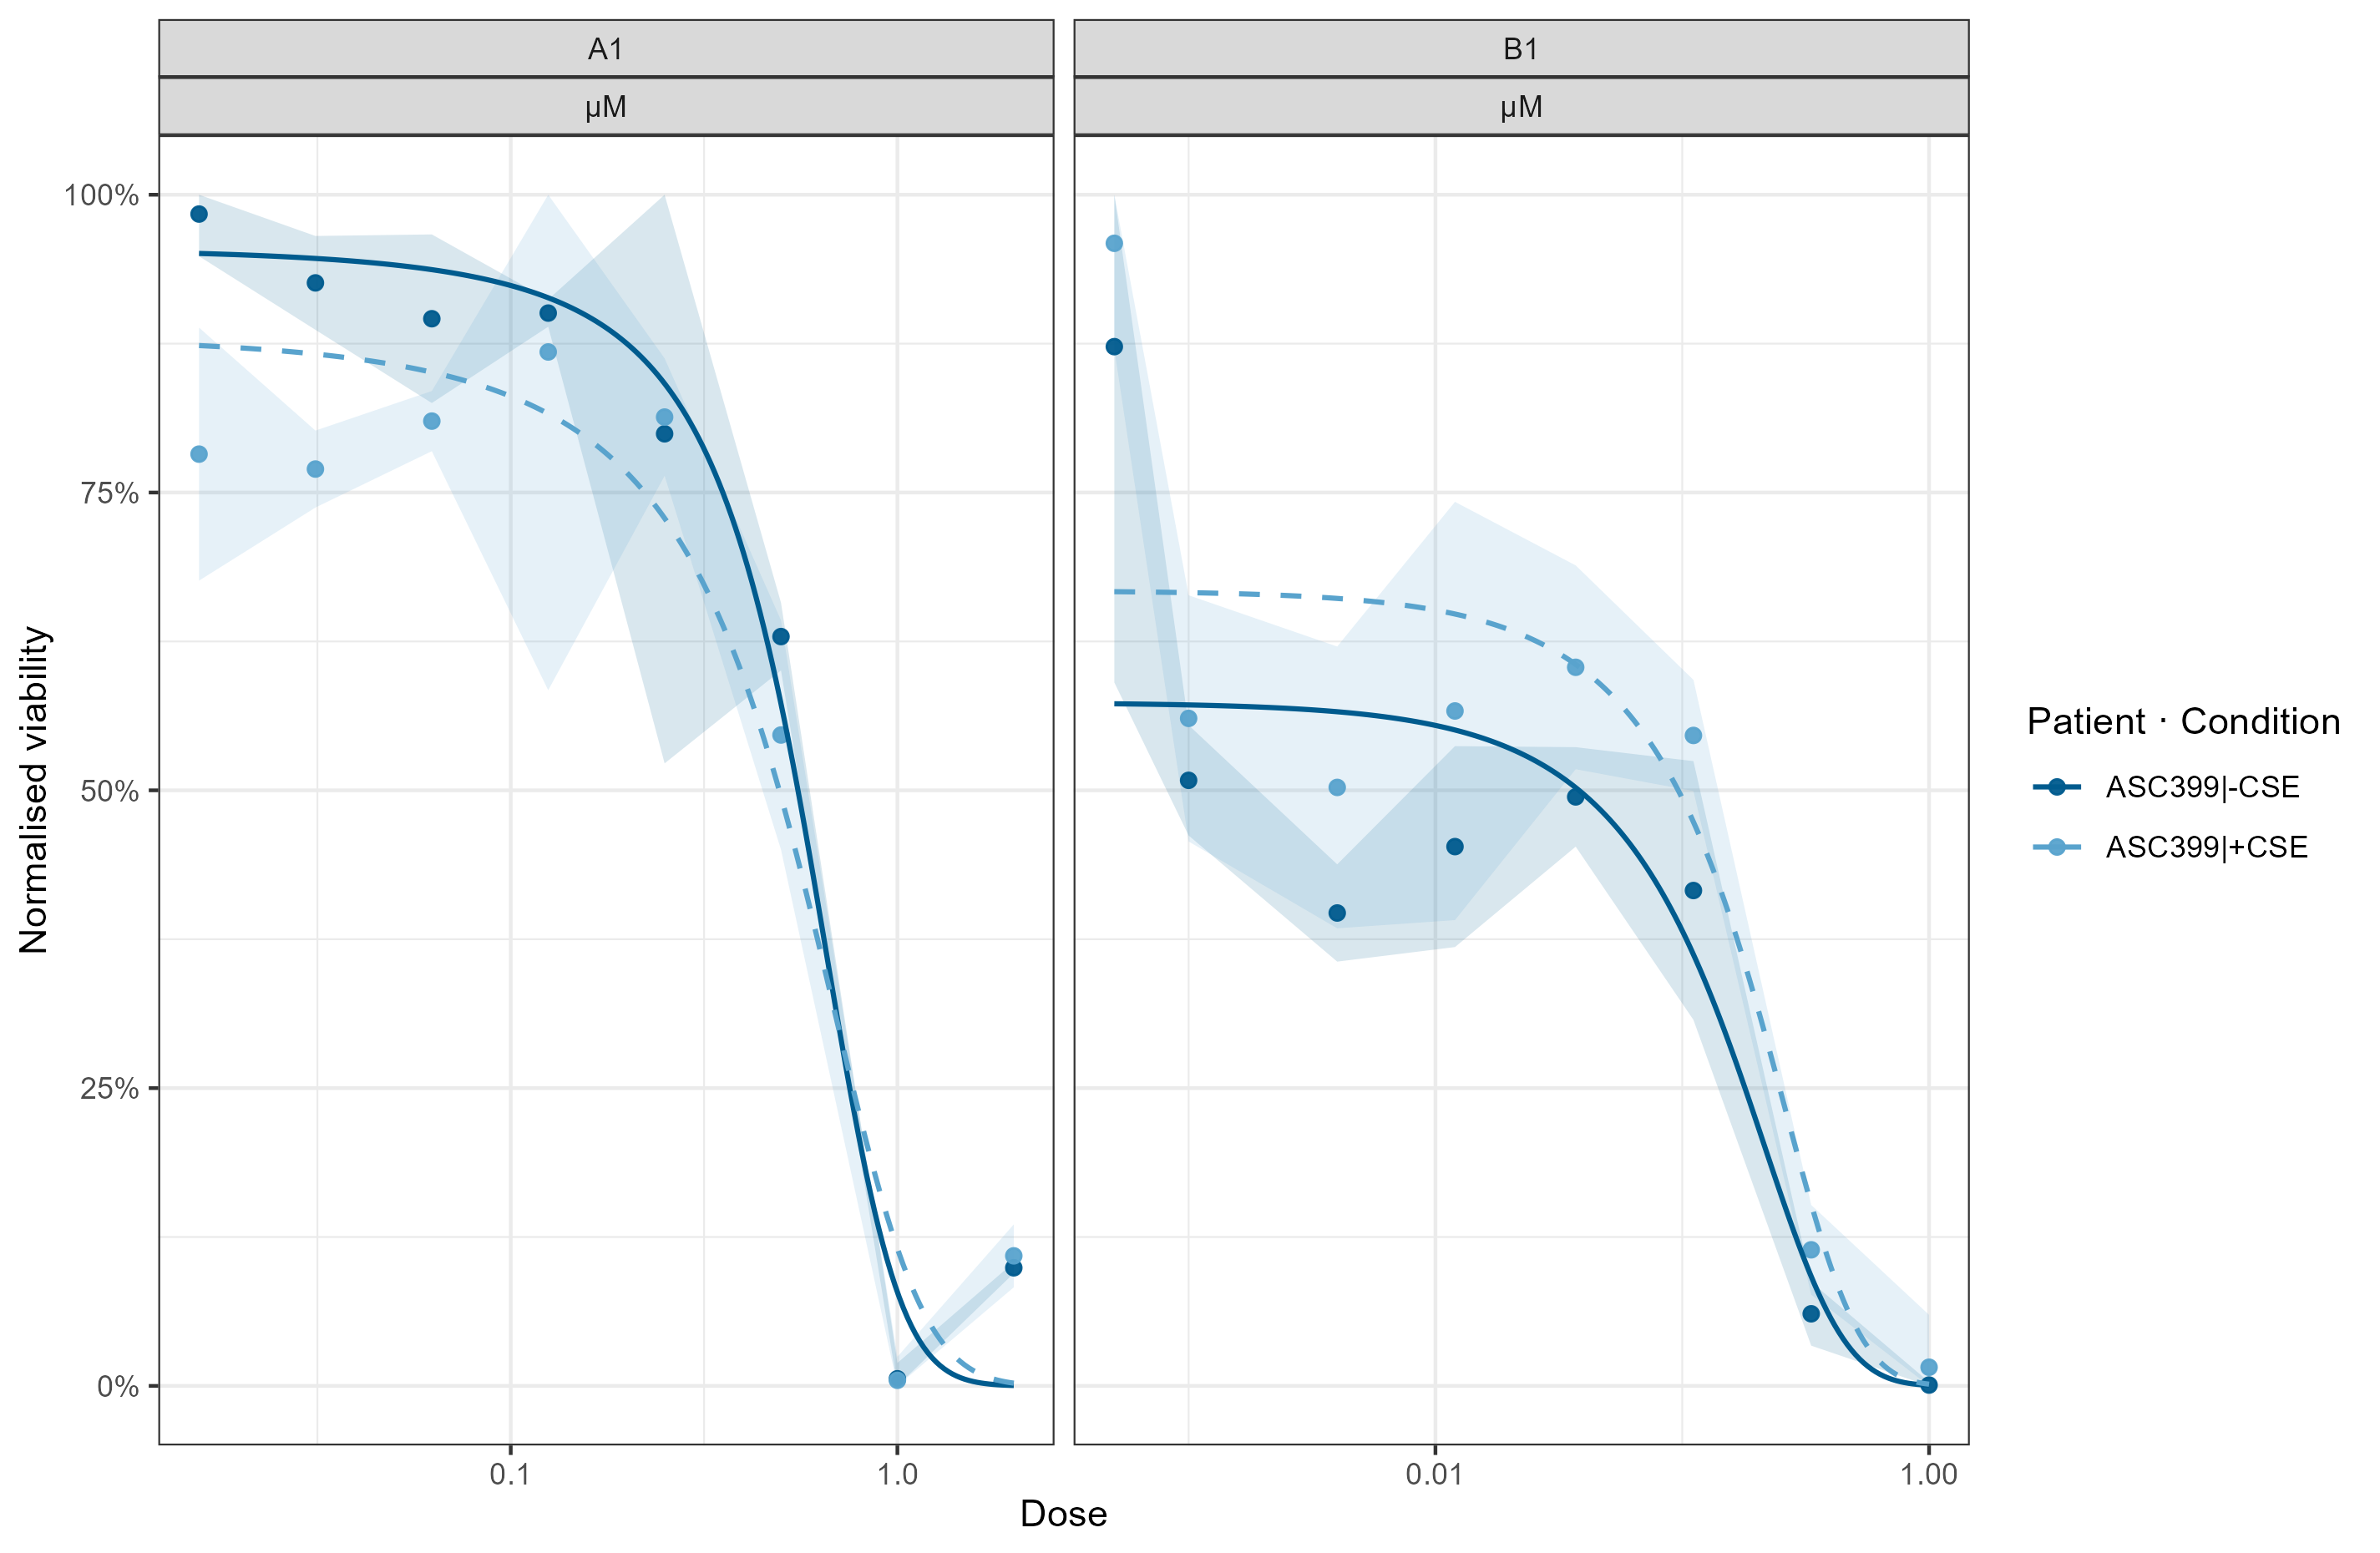 A1
B1
µM
µM
100%
75%
50%
25%
0%
Normalised viability
0.1
1.0
0.01
1.00
Dose
Patient · Condition
ASC399|-CSE
ASC399|+CSE